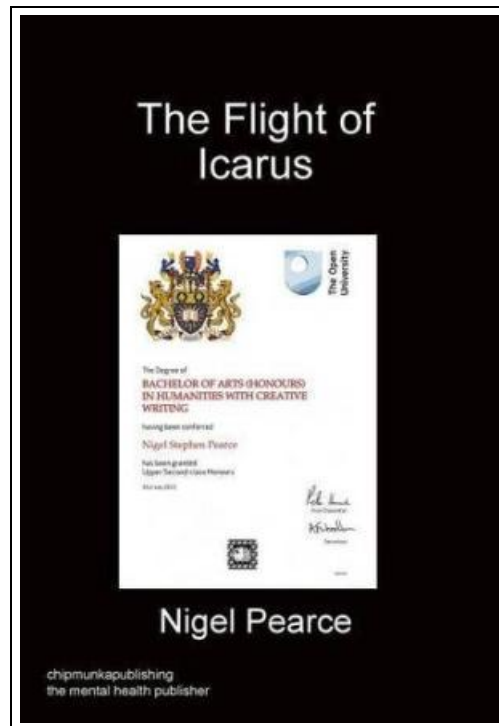 The Flight of
Icarus
The Open
University
The Degree of
BACHELOR OF ARTS (HONOURS)
IN HUMANITIES WITH CREATIVE
WRITING
having been conferred
Nigel Stephen Pearce
has been granted
Upper Second-class Honours
Nigel Pearce
chipmunkapublishing
the mental health publisher